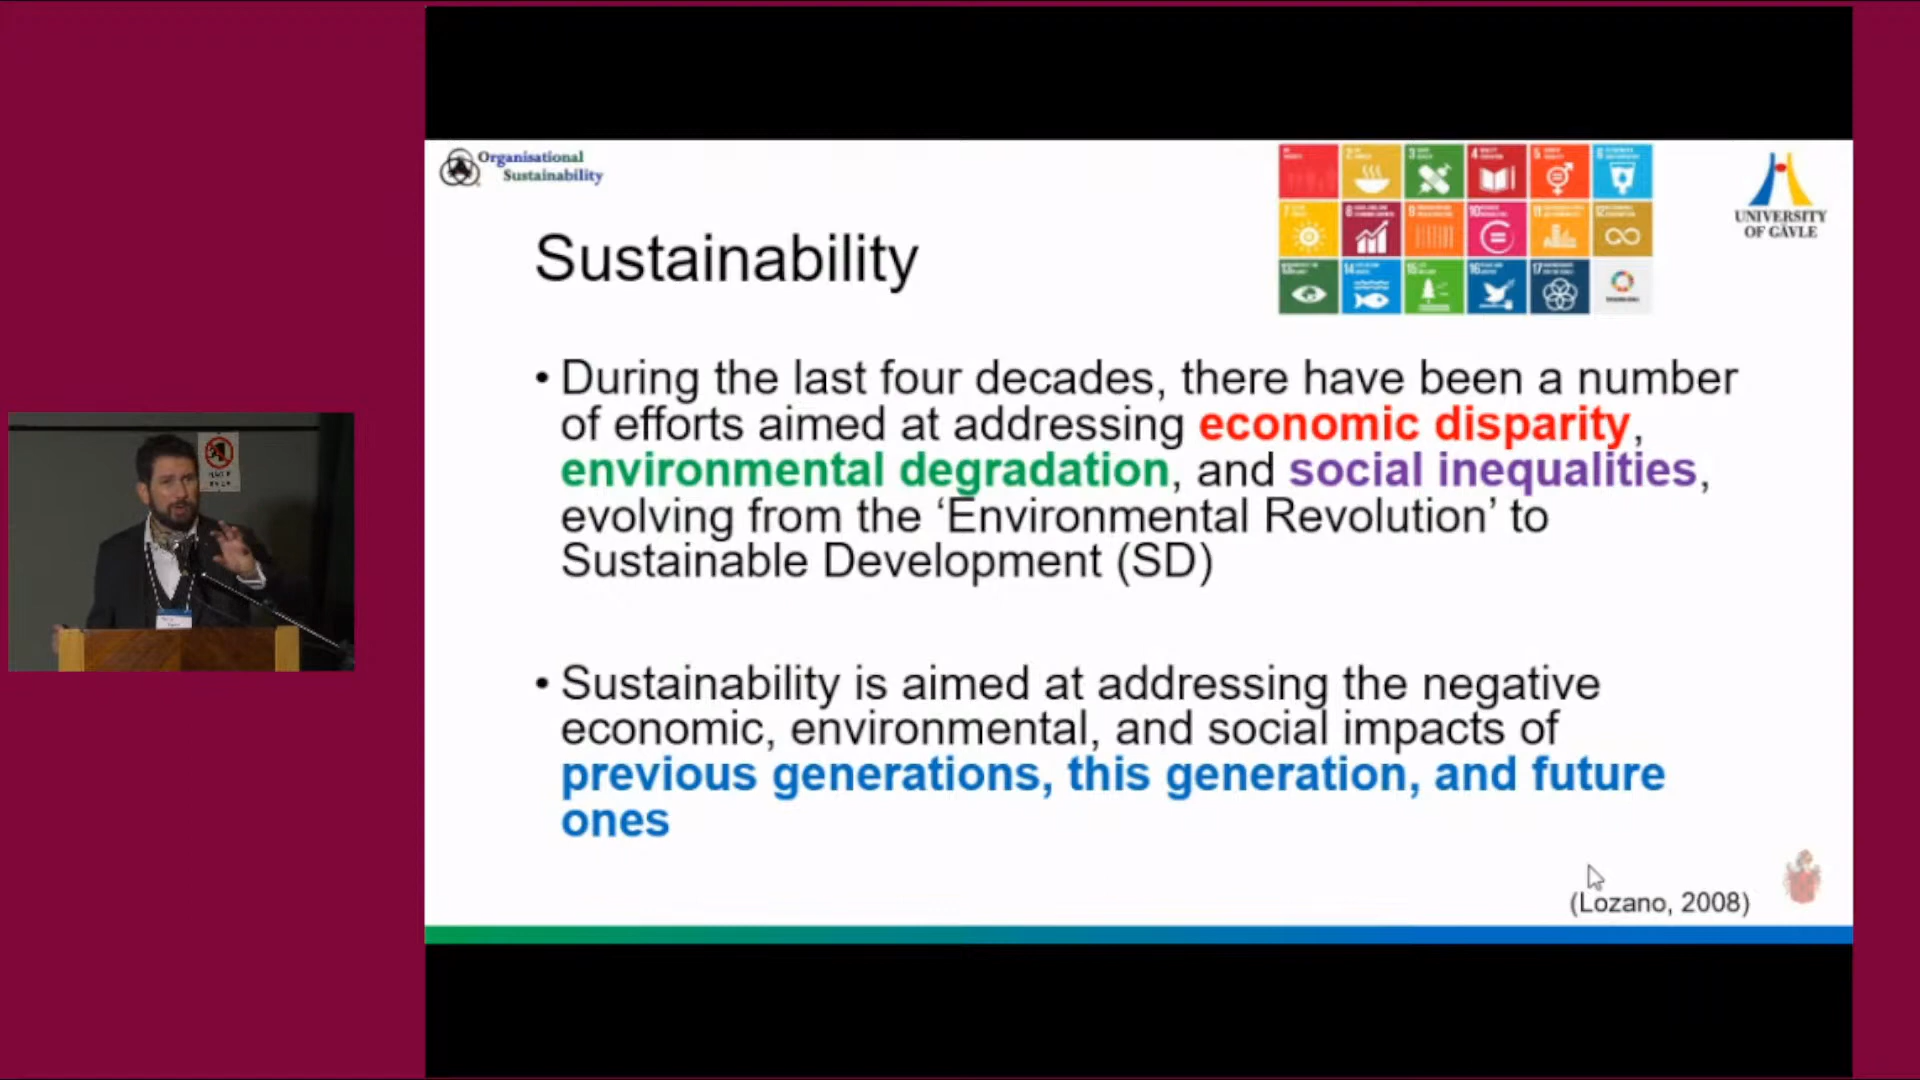 Organisational
Sustainability
UNIVERSITY
OF GÄVLE
Sustainability
• During the last four decades, there have been a number
of efforts aimed at addressing economic disparity,
environmental degradation, and social inequalities,
evolving from the ‘Environmental Revolution’ to
Sustainable Development (SD)
• Sustainability is aimed at addressing the negative
economic, environmental, and social impacts of
previous generations, this generation, and future
ones
(Lozano, 2008)